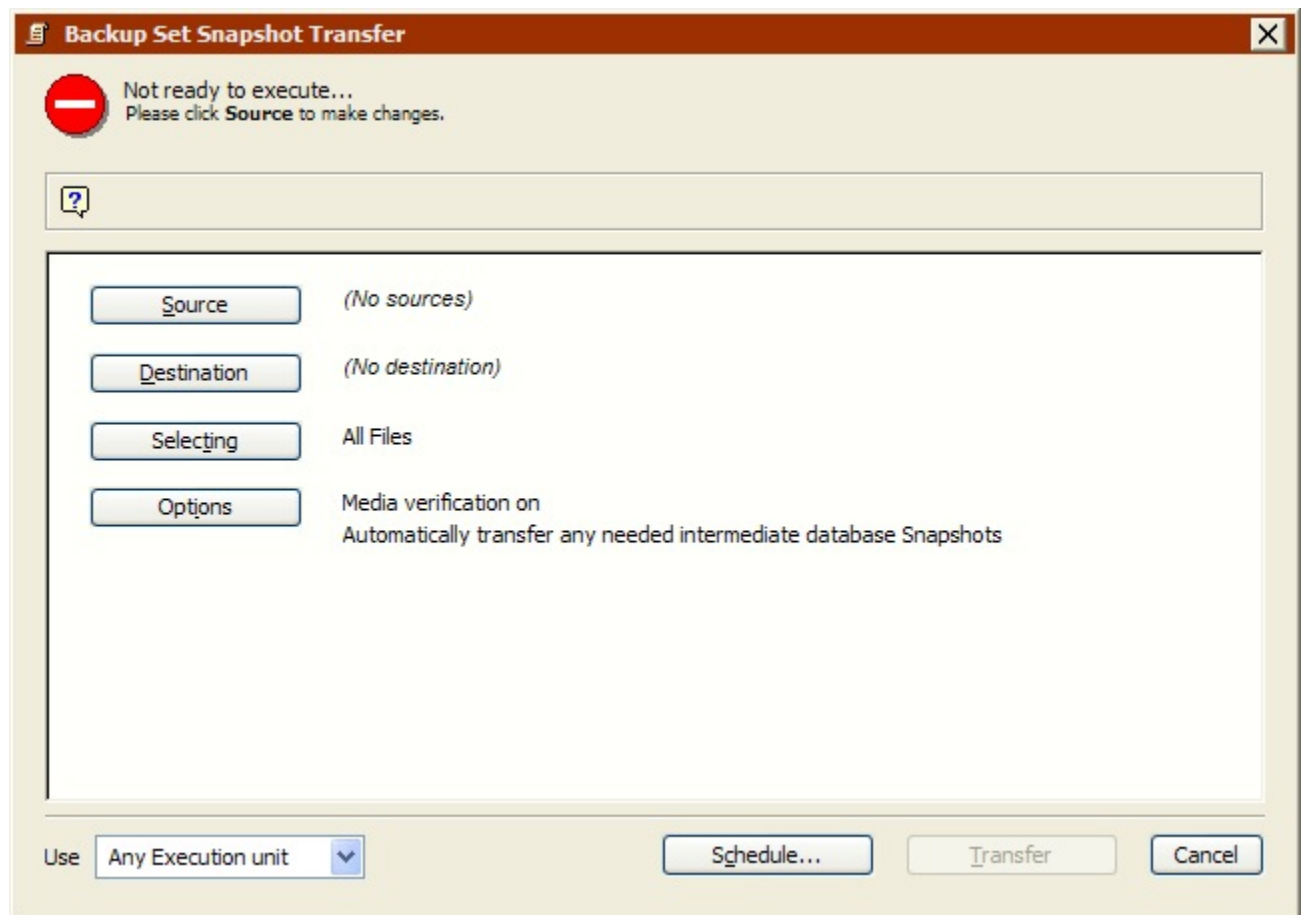 Backup Set Snapshot Transfer
Not ready to execute...
Please click Source to make changes.
?
Source
(No sources)
Destination
(No destination)
Selecting
All Files
Options
Media verification on
Automatically transfer any needed intermediate database Snapshots
Use
Any Execution unit
Schedule...
Transfer
Cancel